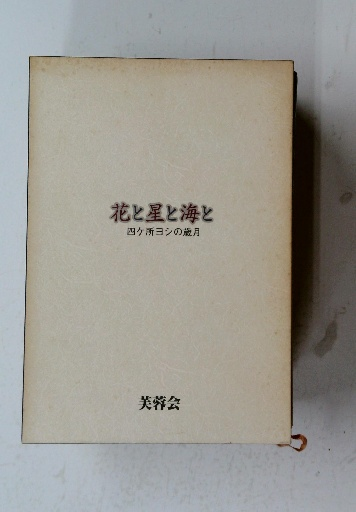 花と星と海と
四ケ所ヨシの歳月
芙蓉会